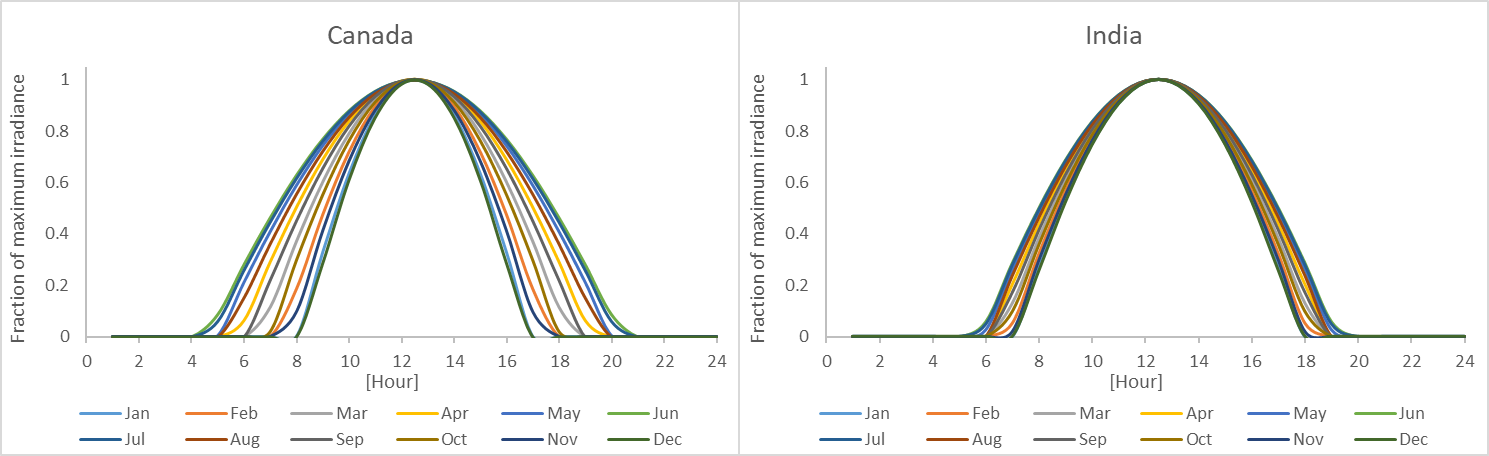 Canada
Fraction of maximum irradiance
1
0.8
0.6
0.4
0.2
0
0 2 4 6 8 10 12 14 16 18 20 22 24
[Hour]
Jan Feb Mar Apr May Jun
Jul Aug Sep Oct Nov Dec
India
Fraction of maximum irradiance
1
0.8
0.6
0.4
0.2
0
0 2 4 6 8 10 12 14 16 18 20 22 24
[Hour]
Jan Feb Mar Apr May Jun
Jul Aug Sep Oct Nov Dec